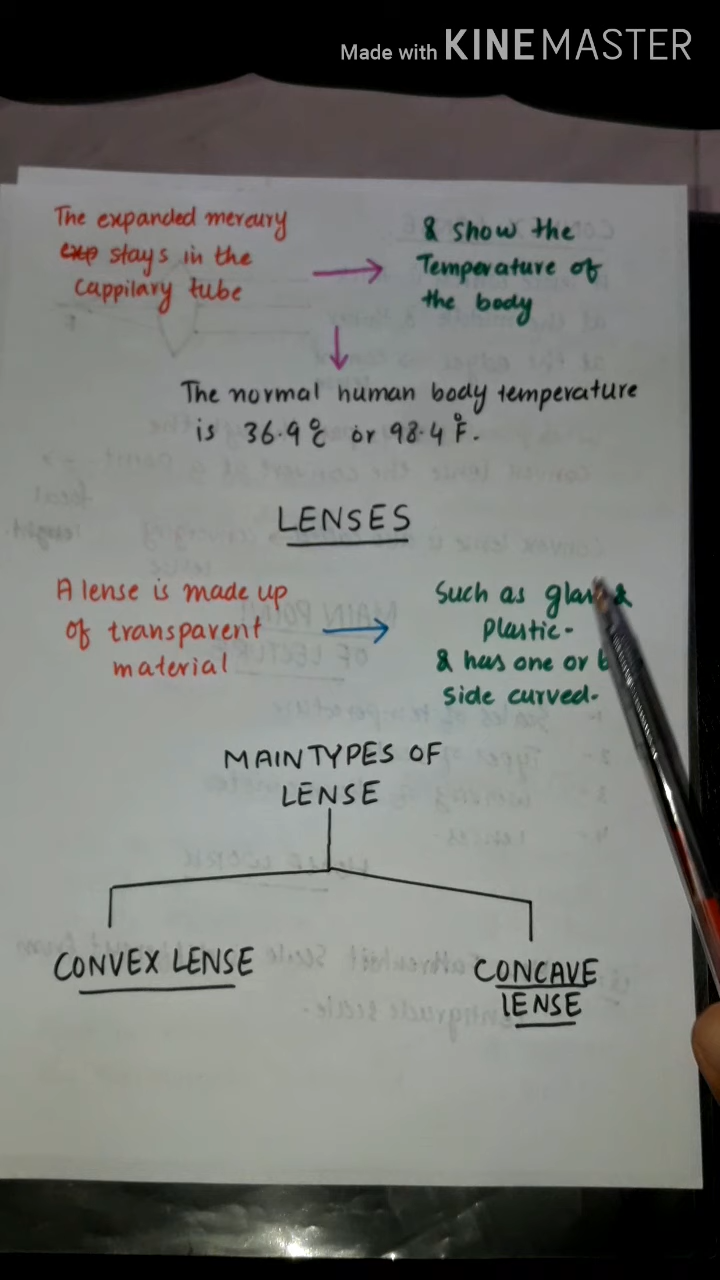 Made with KINEMASTER
The expanded mercury
exp stays in the
cappilary tube
& show the
Temperature of
the body
The normal human body temperature
is 36.9°C or 98.4°F.
LENSES
A lense is made up
of transparent
material
Such as glass &
plastic-
& has one or
side curved-
MAIN TYPES OF
LENSE
CONVEX LENSE
CONCAVE
LENSE